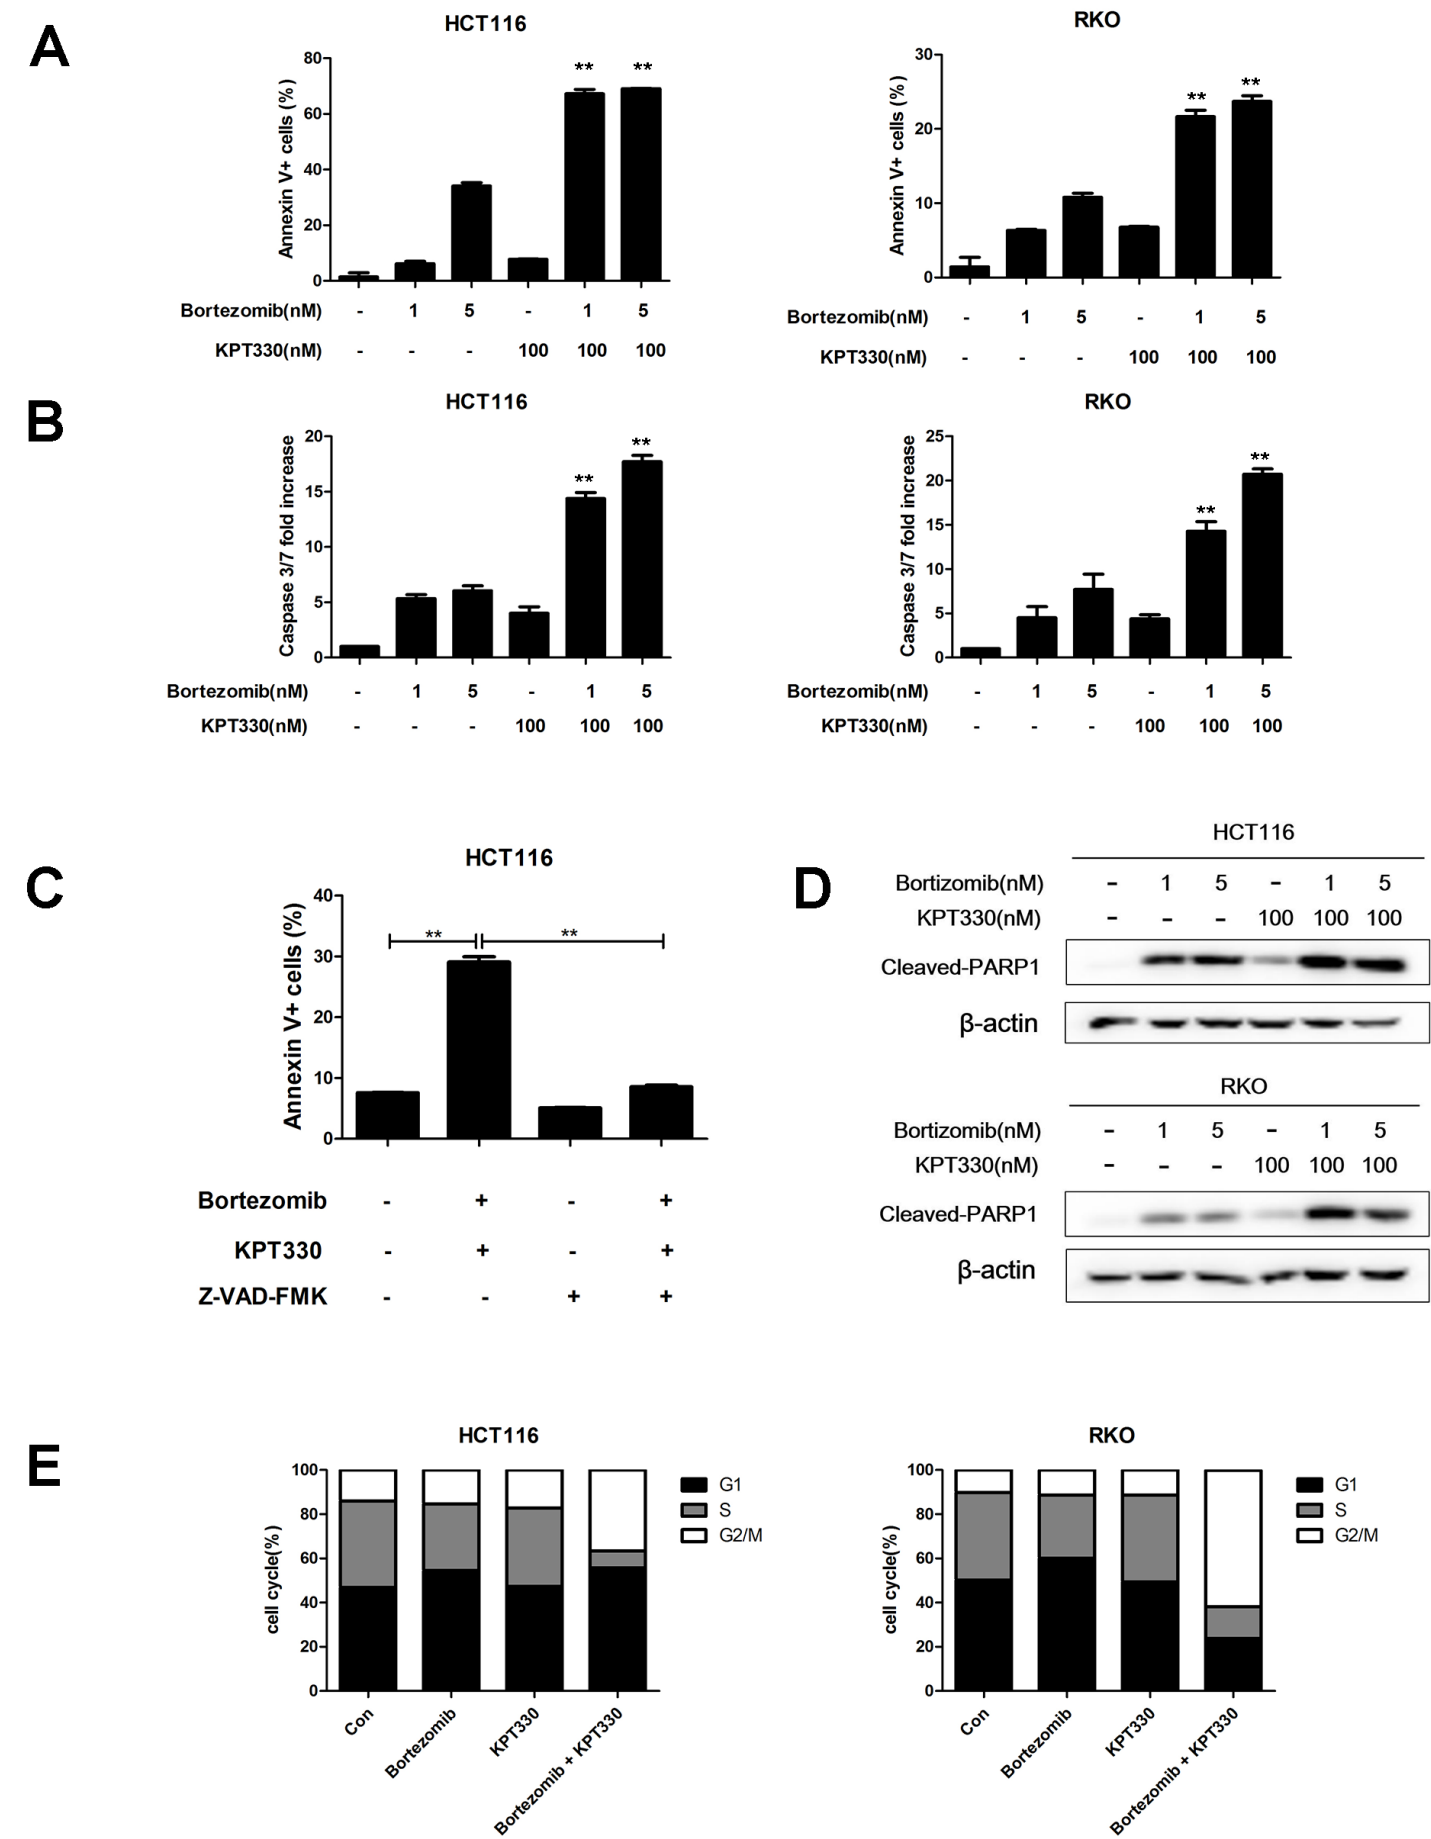 A
HCT116
Annexin V+ cells (%)
80
60
40
20
0
** **
Bortezomib(nM) - 1 5 - 1 5
KPT330(nM) - - - 100 100 100
RKO
Annexin V+ cells (%)
30
20
10
0
** **
Bortezomib(nM) - 1 5 - 1 5
KPT330(nM) - - - 100 100 100
B
HCT116
Caspase 3/7 fold increase
20
15
10
5
0
** **
Bortezomib(nM) - 1 5 - 1 5
KPT330(nM) - - - 100 100 100
RKO
Caspase 3/7 fold increase
25
20
15
10
5
0
** **
Bortezomib(nM) - 1 5 - 1 5
KPT330(nM) - - - 100 100 100
C
HCT116
Annexin V+ cells (%)
40
30
20
10
0
** **
Bortezomib - + - +
KPT330 - + - +
Z-VAD-FMK - - + +
D
HCT116
Bortizomib(nM) - 1 5 - 1 5
KPT330(nM) - - - 100 100 100
Cleaved-PARP1
β-actin
RKO
Bortizomib(nM) - 1 5 - 1 5
KPT330(nM) - - - 100 100 100
Cleaved-PARP1
β-actin
E
HCT116
cell cycle(%)
100
80
60
40
20
0
Con
Bortezomib
KPT330
Bortezomib + KPT330
G1
S
G2/M
RKO
cell cycle(%)
100
80
60
40
20
0
Con
Bortezomib
KPT330
Bortezomib + KPT330
G1
S
G2/M